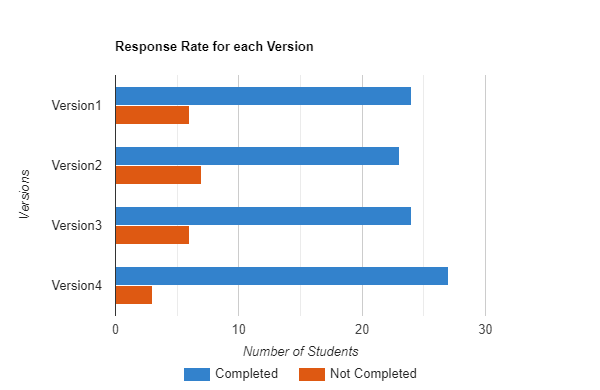 Response Rate for each Version
Versions
Version1
Version2
Version3
Version4
0 10 20 30
Number of Students
Completed Not Completed